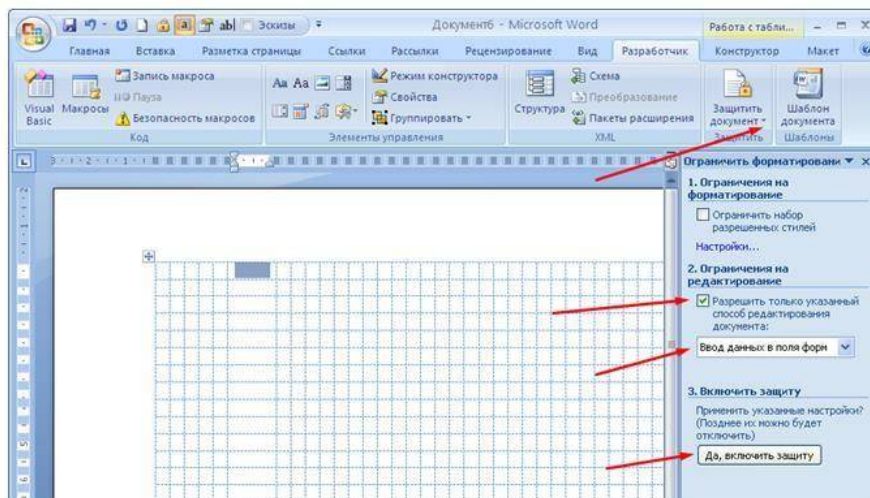 ab| Эскизы
Документ6 - Microsoft Word
Работа с табли...
Главная Вставка Разметка страницы Ссылки Рассылки Рецензирование Вид Разработчик Конструктор Макет
Visual Basic
Макросы
Запись макроса
Пауза
Безопасность макросов
Код
Aa Aa
Режим конструктора
Свойства
Группировать
Элементы управления
Структура
Схема
Преобразование
Пакеты расширения
XML
Защитить
документ
Защитить
Шаблон
документа
Шаблоны
Ограничить форматировани
1. Ограничения на
форматирование
Ограничить набор
разрешенных стилей
Настройки...
2. Ограничения на
редактирование
Разрешить только указанный
способ редактирования
документа:
Ввод данных в поля форм
3. Включить защиту
Применить указанные настройки?
(Позднее их можно будет
отключить)
Да, включить защиту